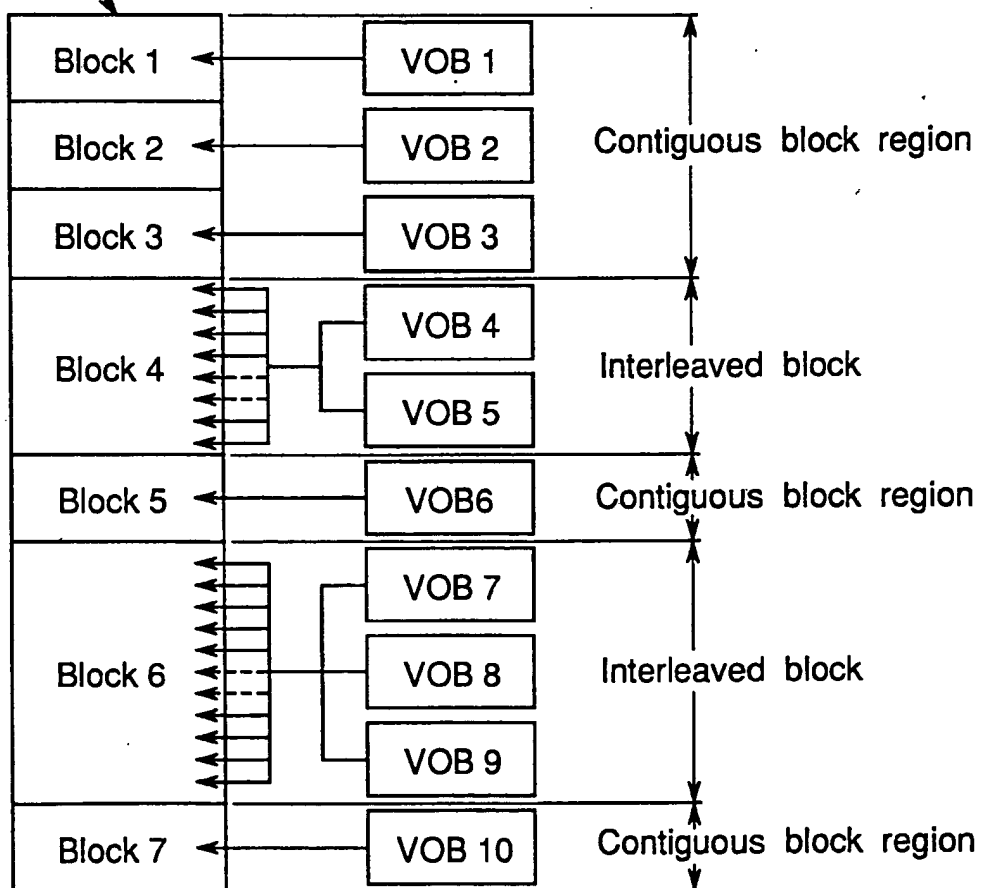 Block 1
VOB 1
Block 2
VOB 2
Contiguous block region
Block 3
VOB 3
Block 4
VOB 4
Interleaved block
VOB 5
Block 5
VOB6
Contiguous block region
Block 6
VOB 7
VOB 8
Interleaved block
VOB 9
Block 7
VOB 10
Contiguous block region